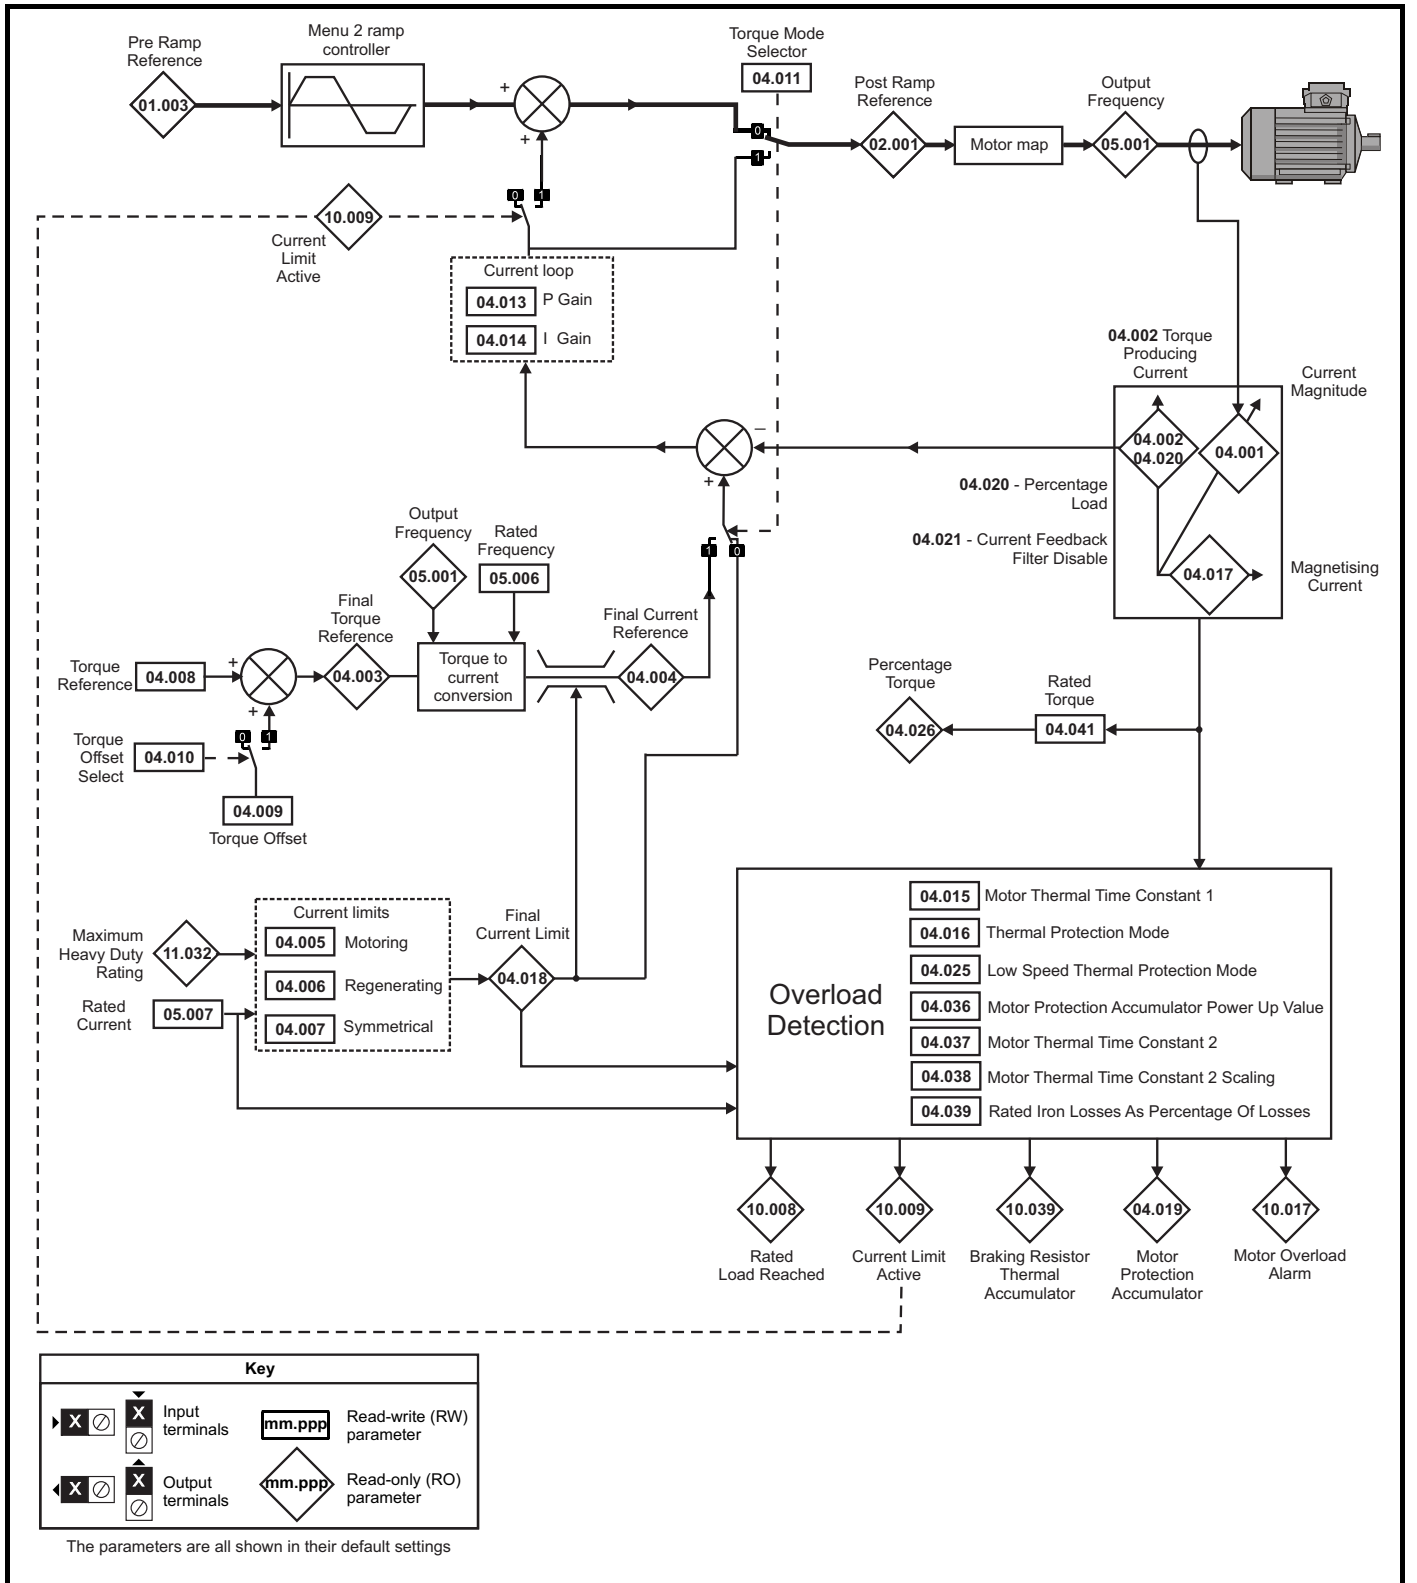 Pre Ramp
Reference
01.003
Menu 2 ramp
controller
+
+
Torque Mode
Selector
04.011
0
1
Post Ramp
Reference
02.001
Motor map
Output
Frequency
05.001
0
1
10.009
Current
Limit
Active
Current loop
04.013 P Gain
04.014 I Gain
04.002 Torque
Producing
Current
Current
Magnitude
04.002
04.020
04.001
–
+
04.020 - Percentage
Load
04.021 - Current Feedback
Filter Disable
04.017
Magnetising
Current
1
0
Output
Frequency
05.001
Rated
Frequency
05.006
Final
Torque
Reference
04.003
Torque to
current
conversion
Final Current
Reference
04.004
Torque
Reference
04.008
+
+
0
1
Torque
Offset
Select
04.010
04.009
Torque Offset
Percentage
Torque
04.026
Rated
Torque
04.041
Maximum
Heavy Duty
Rating
11.032
Rated
Current
05.007
Current limits
04.005 Motoring
04.006 Regenerating
04.007 Symmetrical
Final
Current Limit
04.018
Overload
Detection
04.015 Motor Thermal Time Constant 1
04.016 Thermal Protection Mode
04.025 Low Speed Thermal Protection Mode
04.036 Motor Protection Accumulator Power Up Value
04.037 Motor Thermal Time Constant 2
04.038 Motor Thermal Time Constant 2 Scaling
04.039 Rated Iron Losses As Percentage Of Losses
10.008
Rated
Load Reached
10.009
Current Limit
Active
10.039
Braking Resistor
Thermal
Accumulator
04.019
Motor
Protection
Accumulator
10.017
Motor Overload
Alarm
Key
X
X
Input
terminals
mm.ppp
Read-write (RW)
parameter
X
X
Output
terminals
mm.ppp
Read-only (RO)
parameter
The parameters are all shown in their default settings